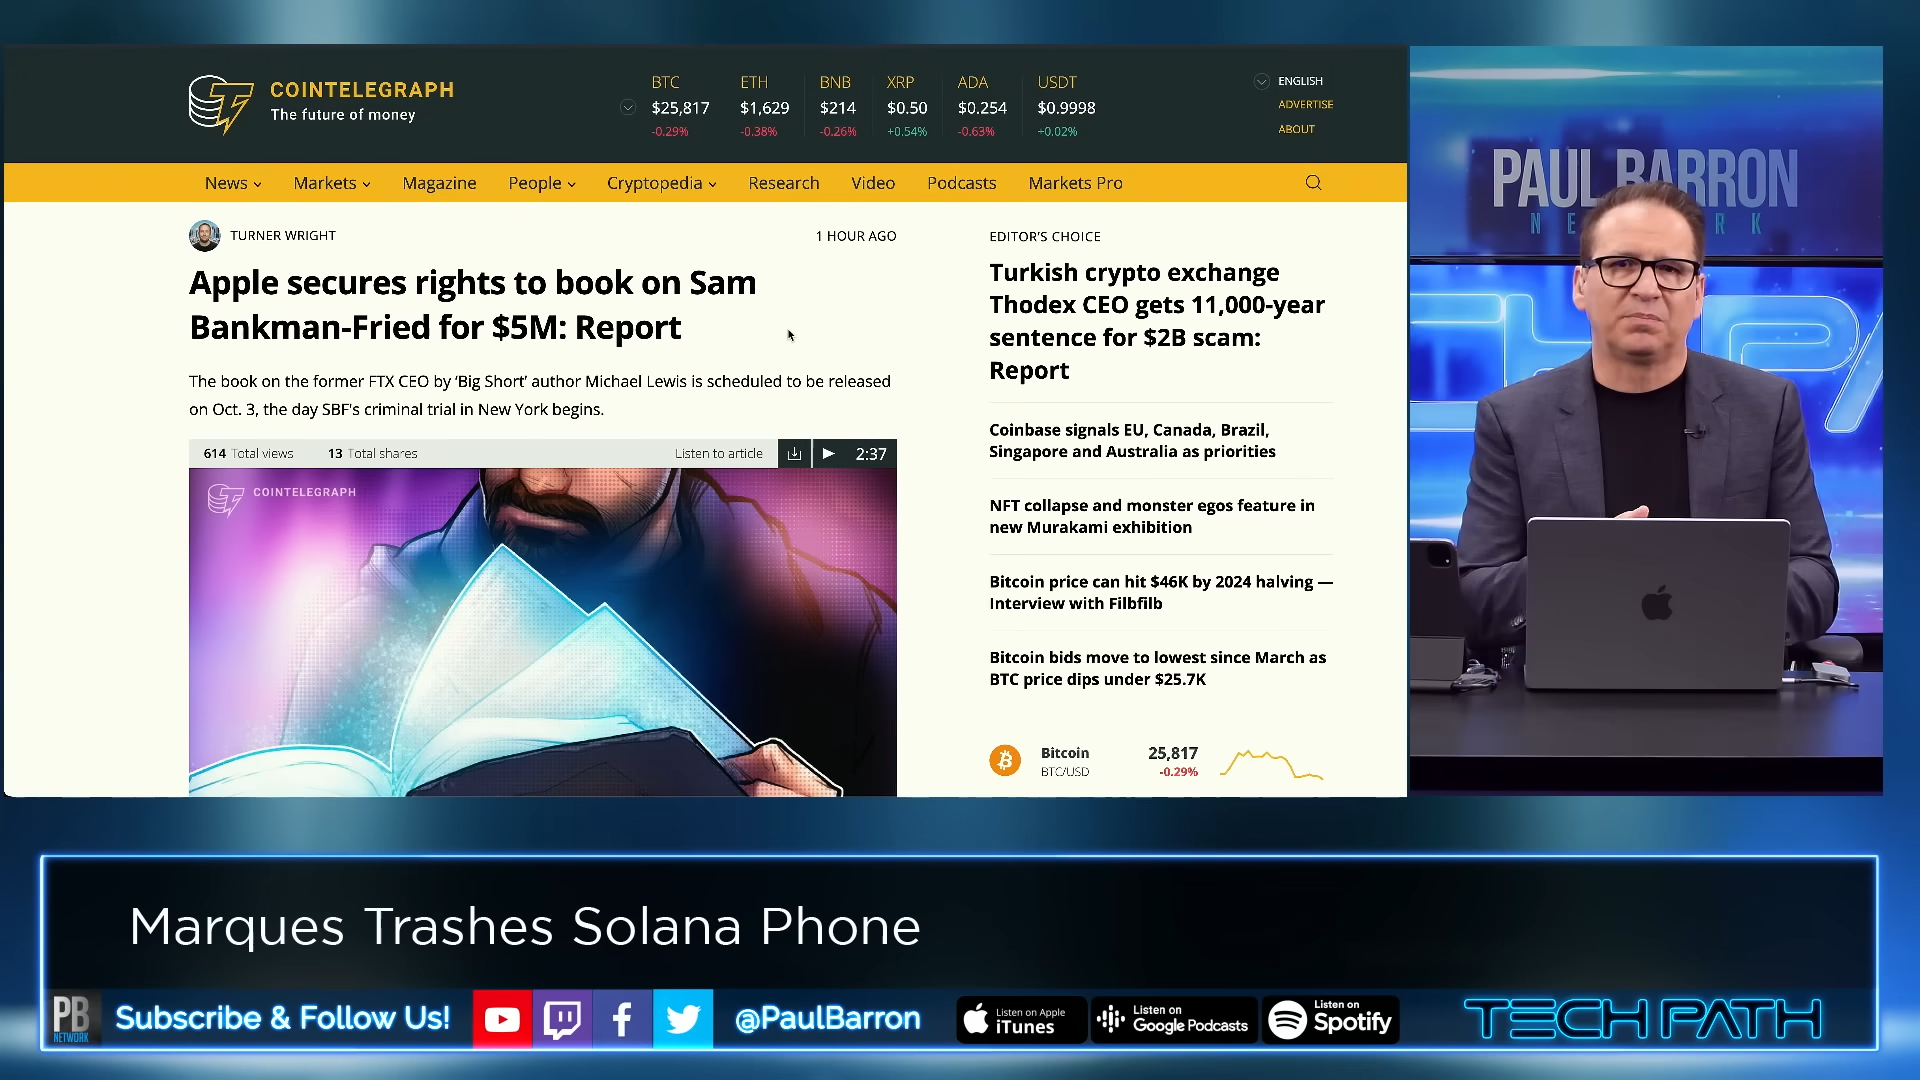 COINTELEGRAPH
The future of money
BTC
$25,817
-0.29%
ETH
$1,629
-0.38%
BNB
$214
-0.26%
XRP
$0.50
+0.54%
ADA
$0.254
-0.63%
USDT
$0.9998
+0.02%
ENGLISH
ADVERTISE
ABOUT
News Markets Magazine People Cryptopedia Research Video Podcasts Markets Pro
TURNER WRIGHT
1 HOUR AGO
Apple secures rights to book on Sam
Bankman-Fried for $5M: Report
The book on the former FTX CEO by ‘Big Short’ author Michael Lewis is scheduled to be released
on Oct. 3, the day SBF's criminal trial in New York begins.
614 Total views 13 Total shares Listen to article 2:37
COINTELEGRAPH
EDITOR'S CHOICE
Turkish crypto exchange
Thodex CEO gets 11,000-year
sentence for $2B scam:
Report
Coinbase signals EU, Canada, Brazil,
Singapore and Australia as priorities
NFT collapse and monster egos feature in
new Murakami exhibition
Bitcoin price can hit $46K by 2024 halving —
Interview with Filbfilb
Bitcoin bids move to lowest since March as
BTC price dips under $25.7K
Bitcoin
BTC/USD
25,817
-0.29%
PAUL BARRON
Marques Trashes Solana Phone
PB
NETWORK
Subscribe & Follow Us!
@PaulBarron
Listen on Apple
iTunes
Listen on
Google Podcasts
Listen on
Spotify
TECH PATH